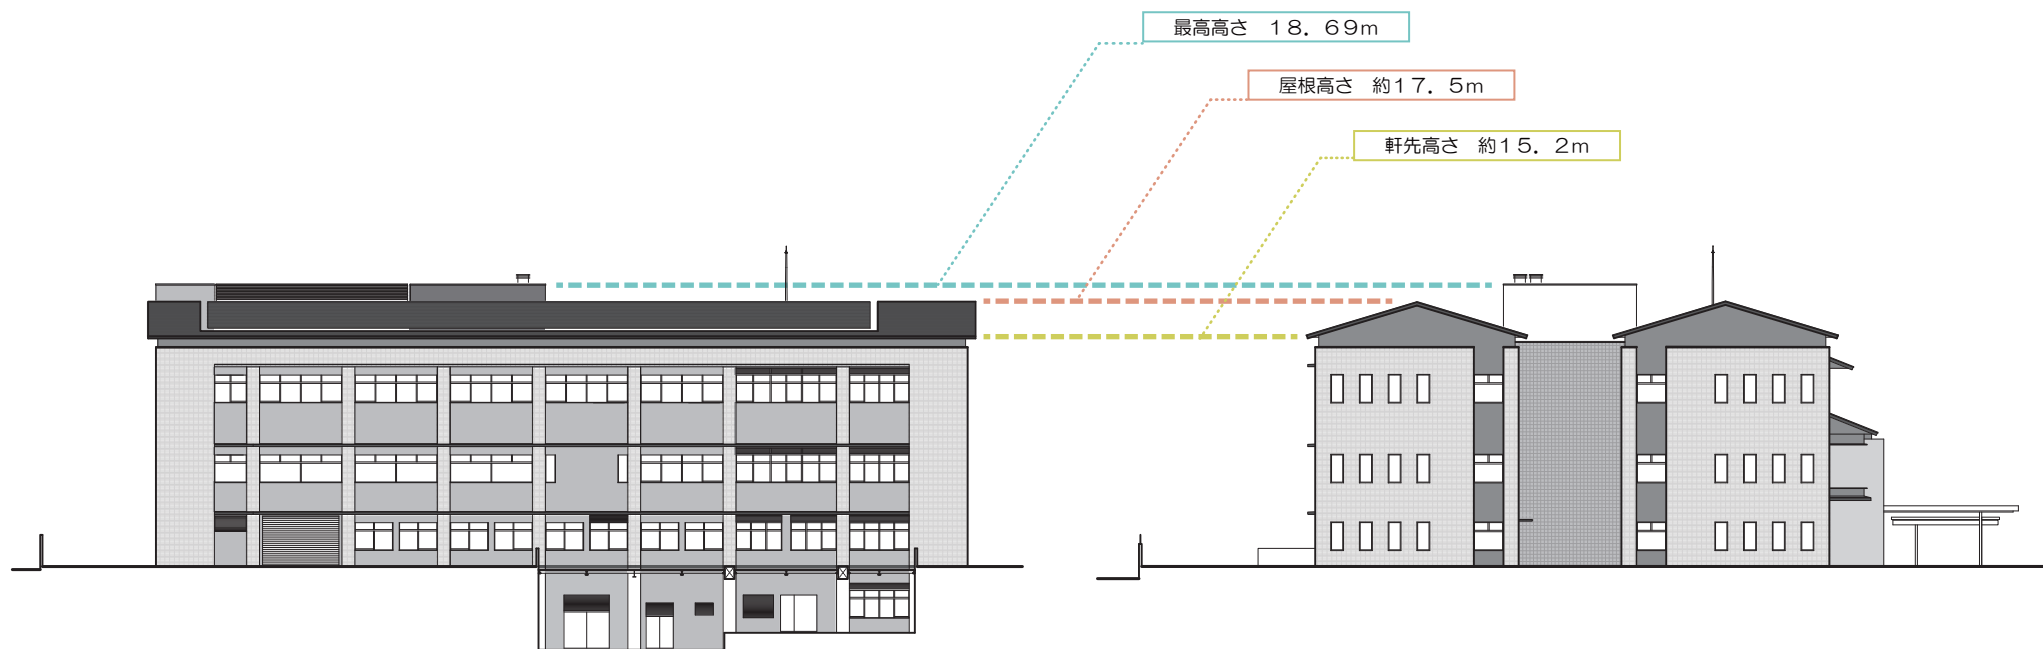 最高高さ　１８．６９ｍ
屋根高さ　約１７．５ｍ
軒先高さ　約１５．２ｍ